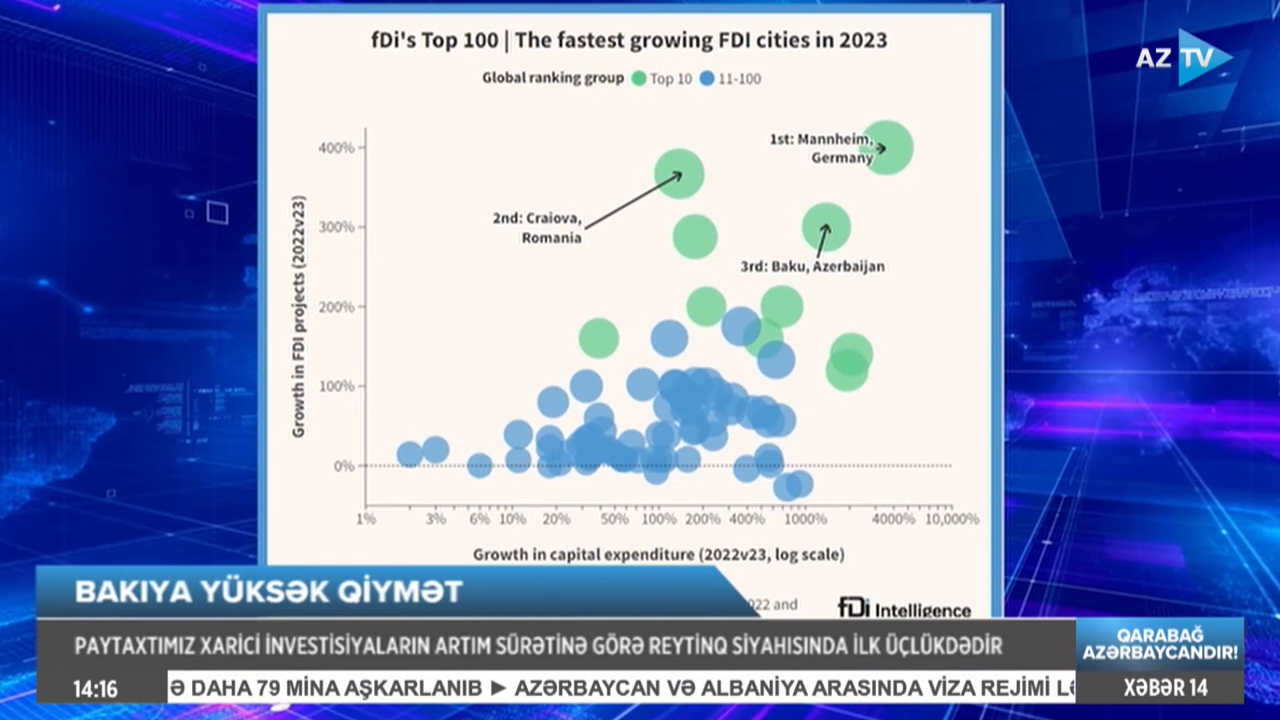 fDi's Top 100 | The fastest growing FDI cities in 2023
AZ TV
Global ranking group Top 10 11-100
1st: Mannheim,
Germany
2nd: Craiova,
Romania
3rd: Baku, Azerbaijan
Growth in FDI projects (2022v23)
400%
300%
200%
100%
0%
1% 3% 6% 10% 20% 50% 100% 200% 400% 1000% 4000% 10,000%
Growth in capital expenditure (2022v23, log scale)
022 and
fDi Intelligence
BAKIYA YÜKSƏK QİYMƏT
PAYTAXTIMIZ XARİCİ İNVESTİSİYALARIN ARTIM SÜRƏTİNƏ GÖRƏ REYTİNQ SİYAHISINDA İLK ÜÇLÜKDƏDİR
QARABAĞ
AZƏRBAYCANDIR!
14:16
Ə DAHA 79 MİNA AŞKARLANIB ► AZƏRBAYCAN VƏ ALBANİYA ARASINDA VİZA REJİMİ LƏ
XƏBƏR 14